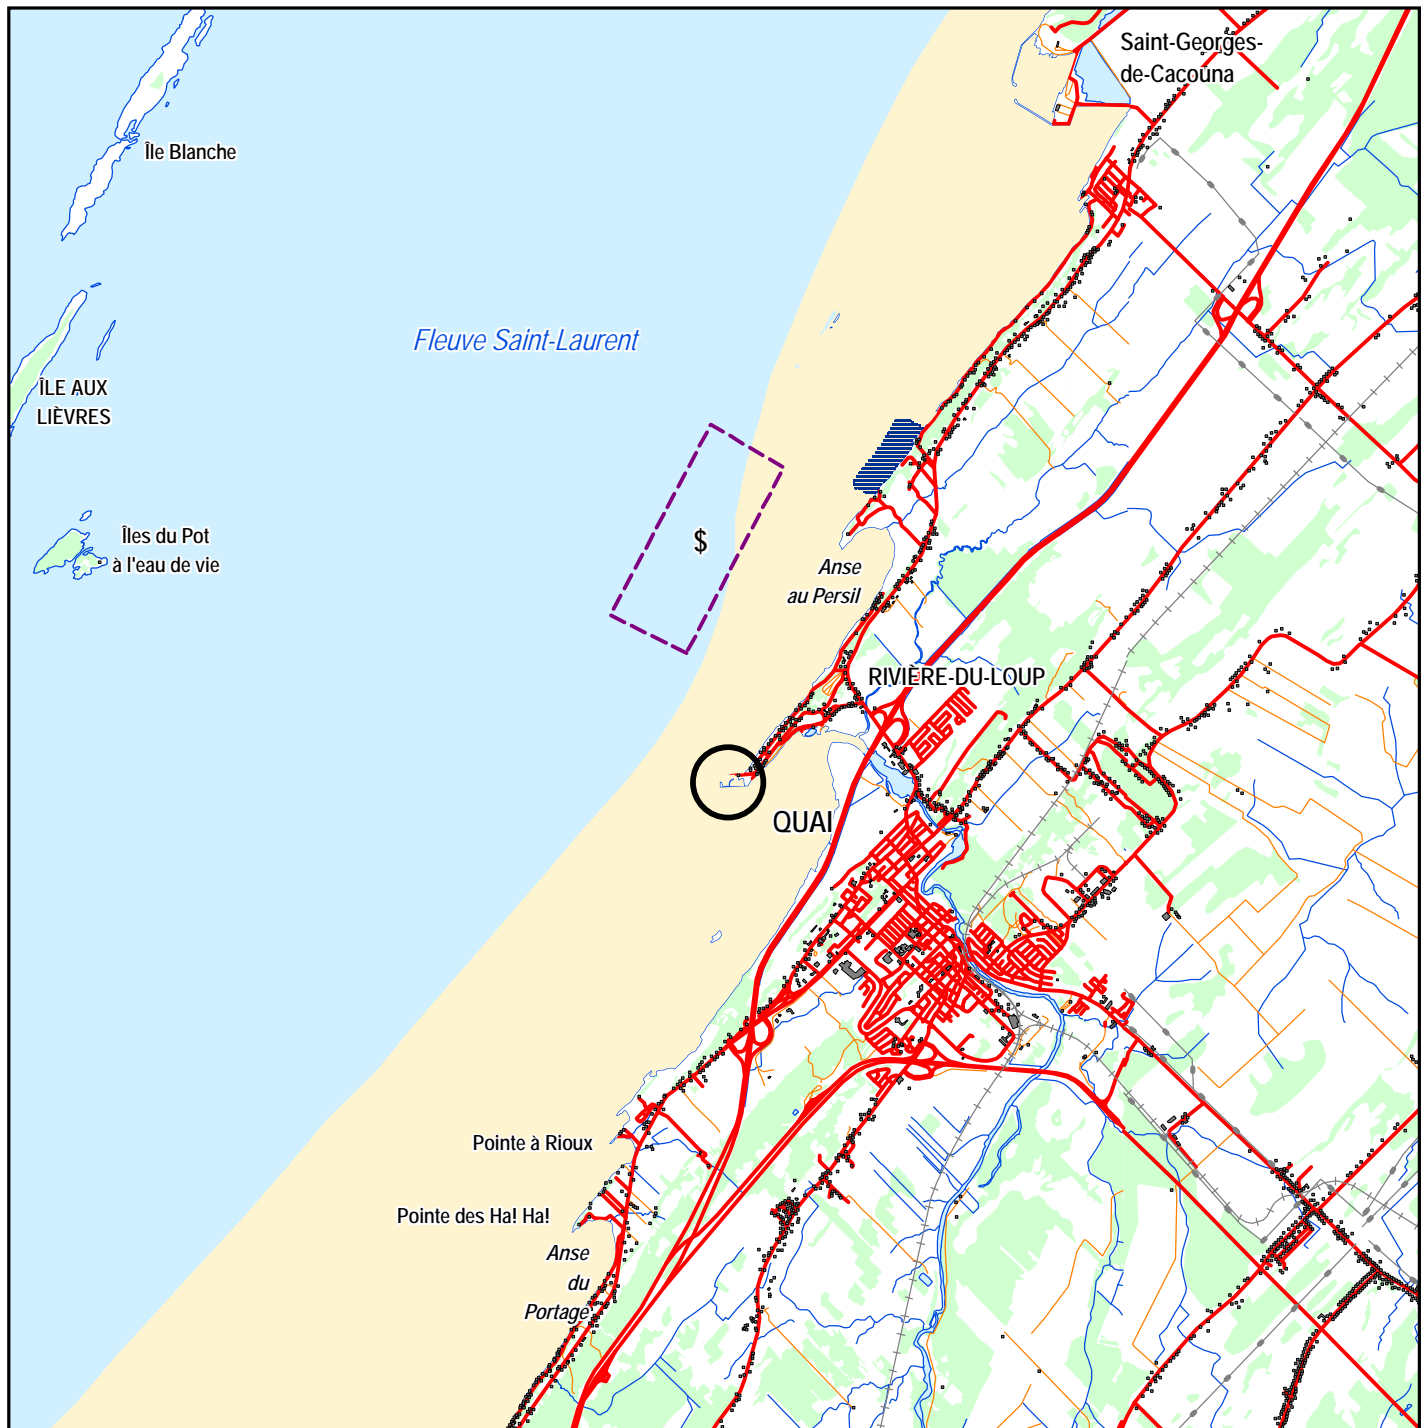 Saint-Georges-
de-Cacouna
Île Blanche
Fleuve Saint-Laurent
ÎLE AUX
LIÈVRES
Îles du Pot
à l'eau de vie
$
Anse
au Persil
RIVIÈRE-DU-LOUP
QUAI
Pointe à Rioux
Pointe des Ha! Ha!
Anse
du
Portage